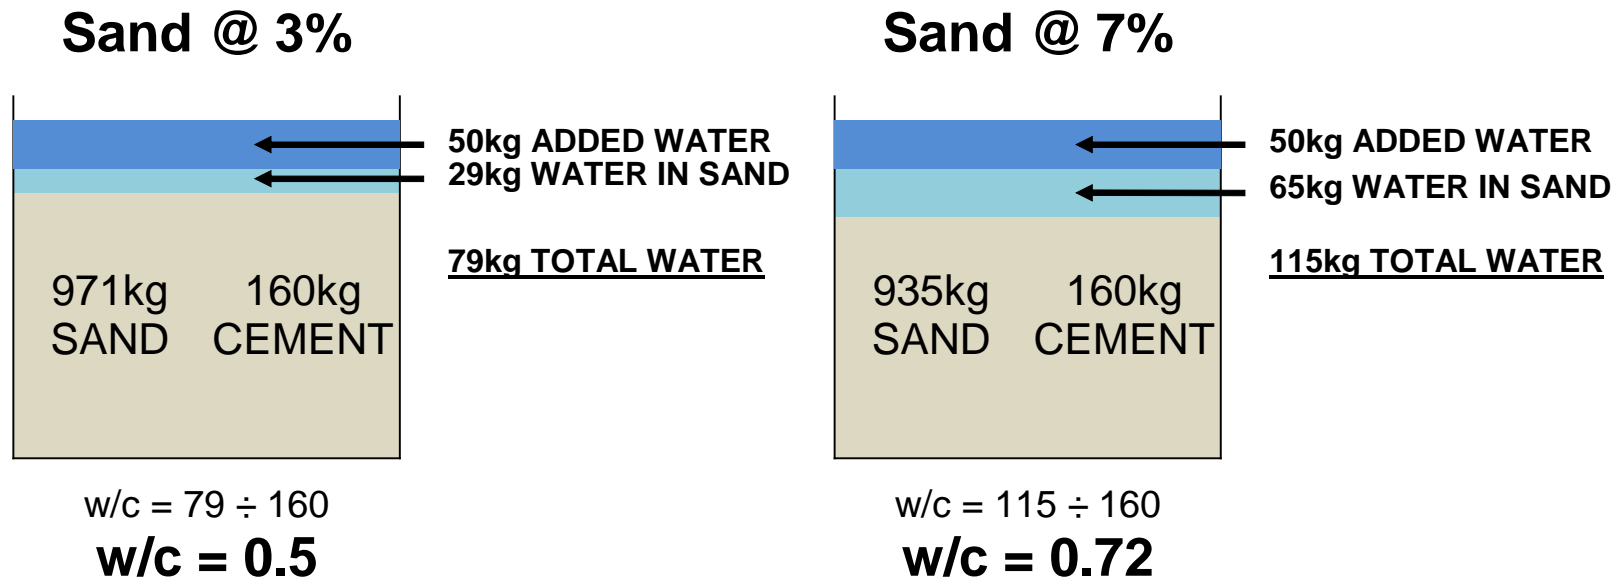 Sand @ 3%
50kg ADDED WATER
29kg WATER IN SAND
79kg TOTAL WATER
971kg
SAND
160kg
CEMENT
w/c = 79 ÷ 160
w/c = 0.5
Sand @ 7%
50kg ADDED WATER
65kg WATER IN SAND
115kg TOTAL WATER
935kg
SAND
160kg
CEMENT
w/c = 115 ÷ 160
w/c = 0.72